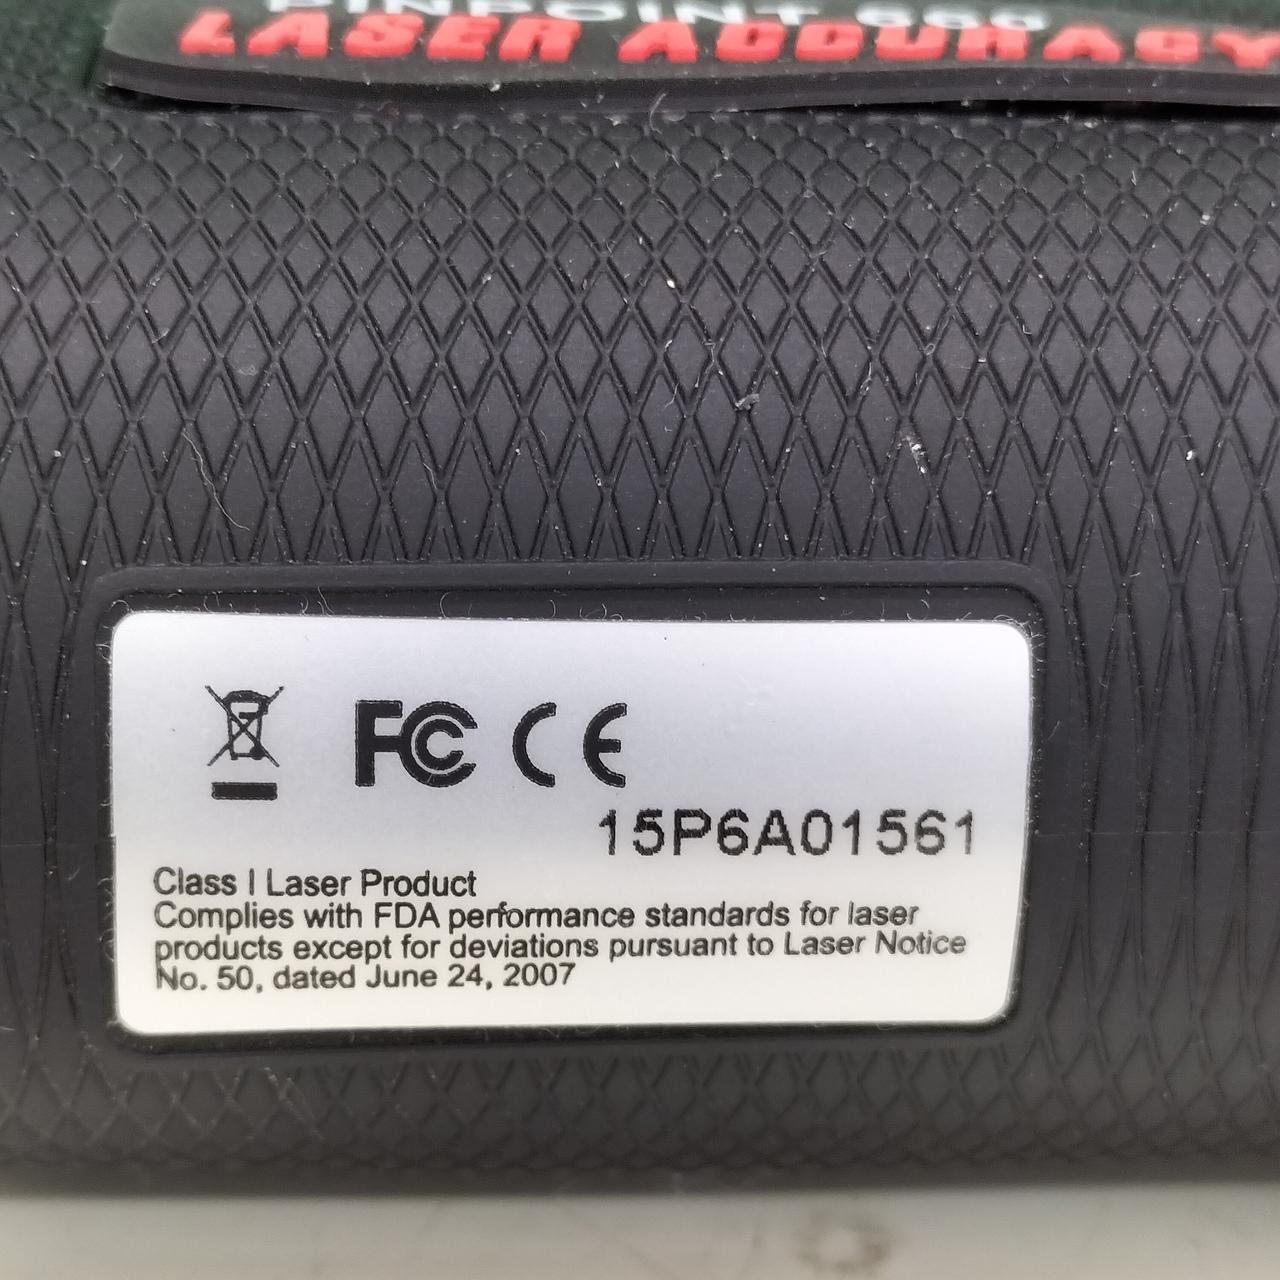 PINPOINT
LASER ACCURACY
FC CE
15P6A01561
Class I Laser Product
Complies with FDA performance standards for laser
products except for deviations pursuant to Laser Notice
No. 50, dated June 24, 2007